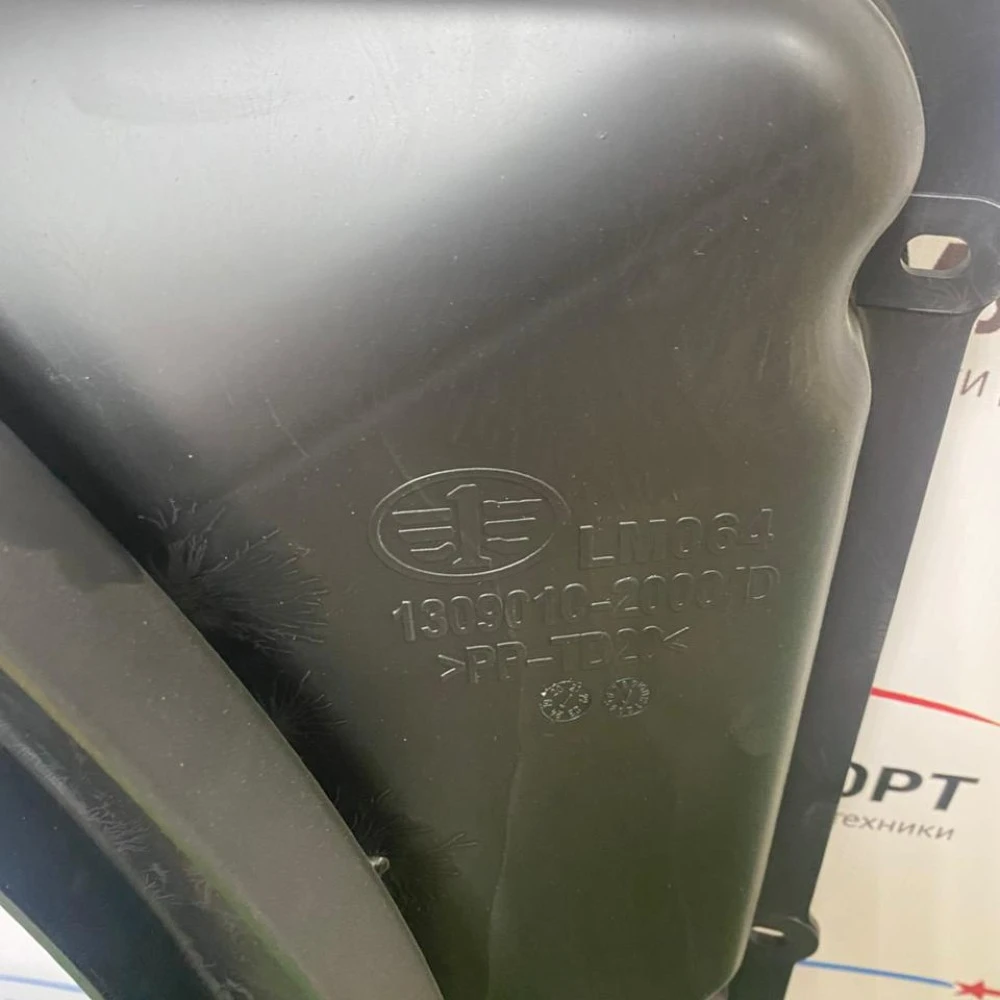 LM064
1309010-2000/D
>PP-TD20<
ОРТ
техники